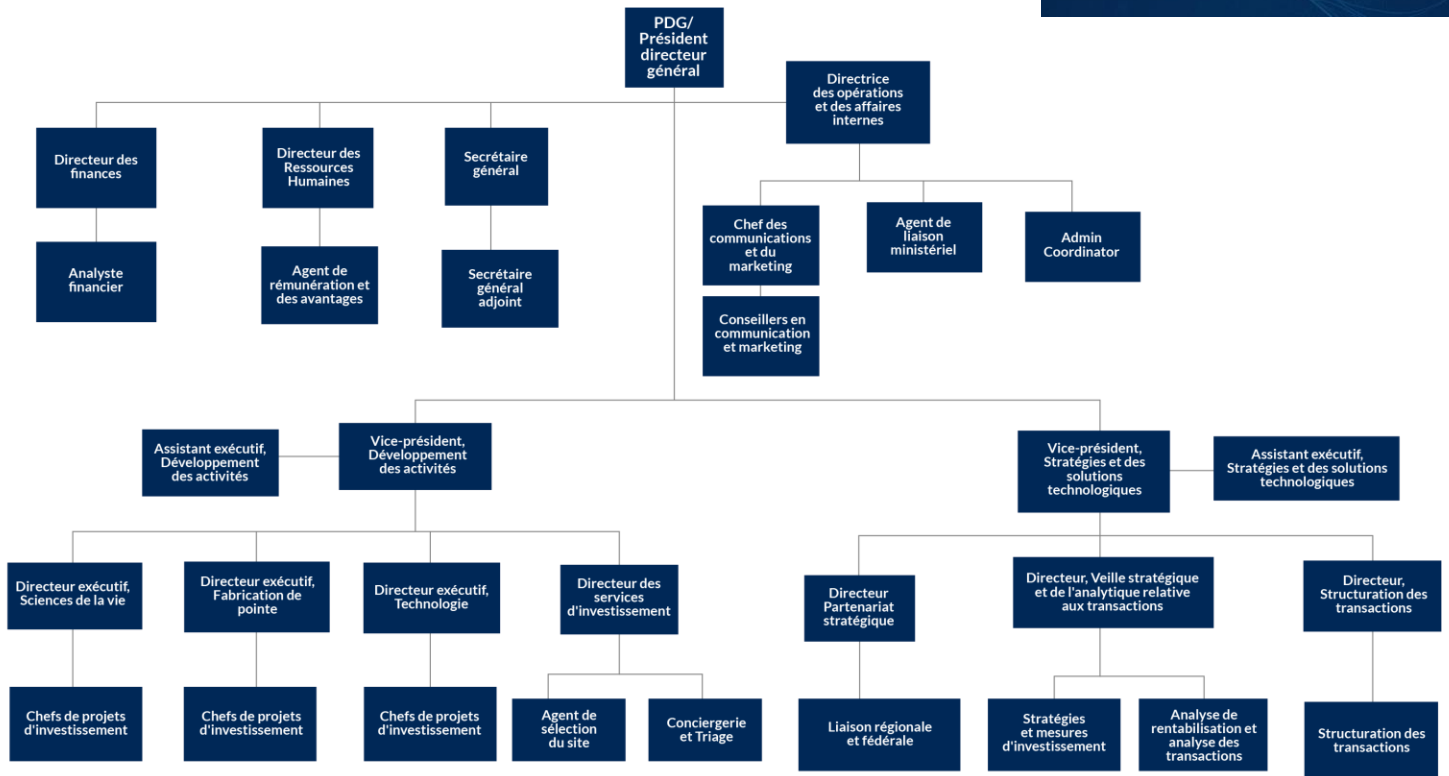 PDG/
Président
directeur
général
Directrice
des opérations
et des affaires
internes
Directeur des
finances
Directeur des
Ressources
Humaines
Secrétaire
général
Analyste
financier
Agent de
rémunération et
des avantages
Secrétaire
général
adjoint
Chef des
communications
et du
marketing
Agent de
liaison
ministériel
Admin
Coordinator
Conseillers en
communication
et marketing
Assistant exécutif,
Développement
des activités
Vice-président,
Développement
des activités
Vice-président,
Stratégies et des
solutions
technologiques
Assistant exécutif,
Stratégies et des solutions
technologiques
Directeur exécutif,
Sciences de la vie
Directeur exécutif,
Fabrication de
pointe
Directeur exécutif,
Technologie
Directeur des
services
d'investissement
Directeur
Partenariat
stratégique
Directeur, Veille stratégique
et de l'analytique relative
aux transactions
Directeur,
Structuration des
transactions
Chefs de projets
d'investissement
Chefs de projets
d'investissement
Chefs de projets
d'investissement
Agent de
sélection
du site
Conciergerie
et Triage
Liaison régionale
et fédérale
Stratégies
et mesures
d'investissement
Analyse de
rentabilisation et
analyse des
transactions
Structuration des
transactions